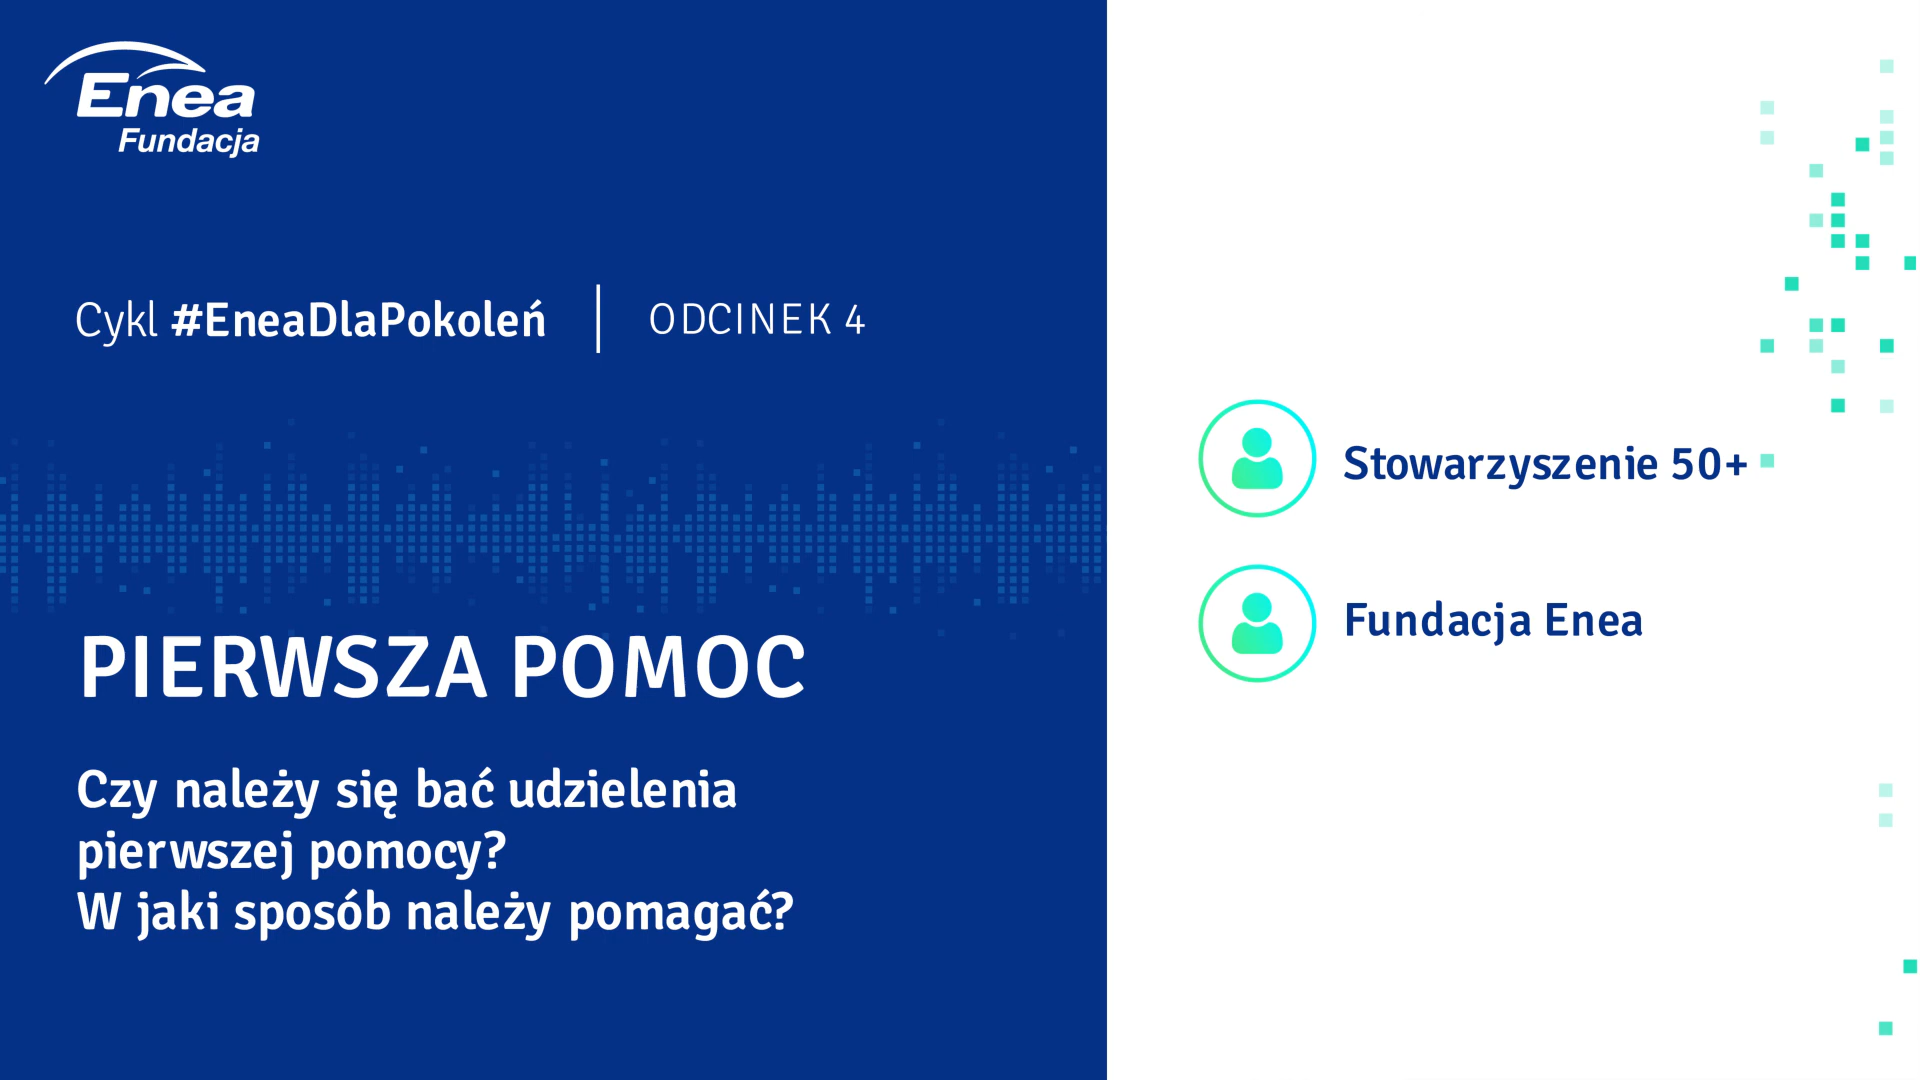 Enea
Fundacja
Cykl #EneaDlaPokoleń
ODCINEK 4
PIERWSZA POMOC
Czy należy się bać udzielenia
pierwszej pomocy?
W jaki sposób należy pomagać?
Stowarzyszenie 50+
Fundacja Enea